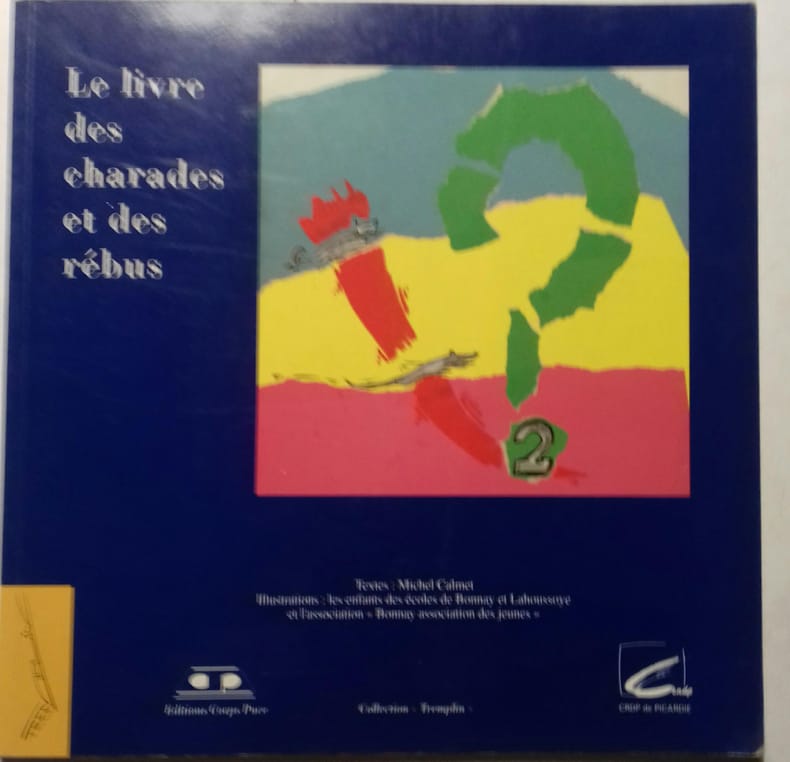 Le livre
des
charades
et des
rébus
2
Textes : Michel Calmet
Illustrations : les enfants des écoles de Bonnay et Lahoussoye
et l'association « Bonnay association des jeunes »
Editions Corps Puce
Collection « Tremplin »
Crdp
CRDP de PICARDIE